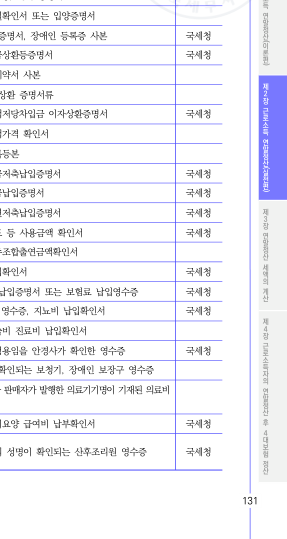 확인서 또는 입양증명서
증명서, 장애인 등록증 사본 국세청
상환등증명서 국세청
약서 사본
상환 증명서류
저당차입금 이자상환증명서 국세청
가격 확인서
등본
저축납입증명서 국세청
납입증명서 국세청
저축납입증명서 국세청
등 사용금액 확인서 국세청
조합출연금액확인서
확인서 국세청
납입증명서 또는 보험료 납입영수증 국세청
영수증, 지노비 납입확인서 국세청
비 진료비 납입확인서
용임을 안경사가 확인한 영수증 국세청
확인되는 보청기, 장애인 보장구 영수증 국세청
판매자가 발행한 의료기기명이 기재된 의료비
요양 급여비 납부확인서 국세청
성명이 확인되는 산후조리원 영수증 국세청
득 연말정산(이론편)
제2장 근로소득 연말정산(실전편)
제3장 연말정산 세액의 계산
제4장 근로소득자의 연말정산 후 4대보험 정산
131